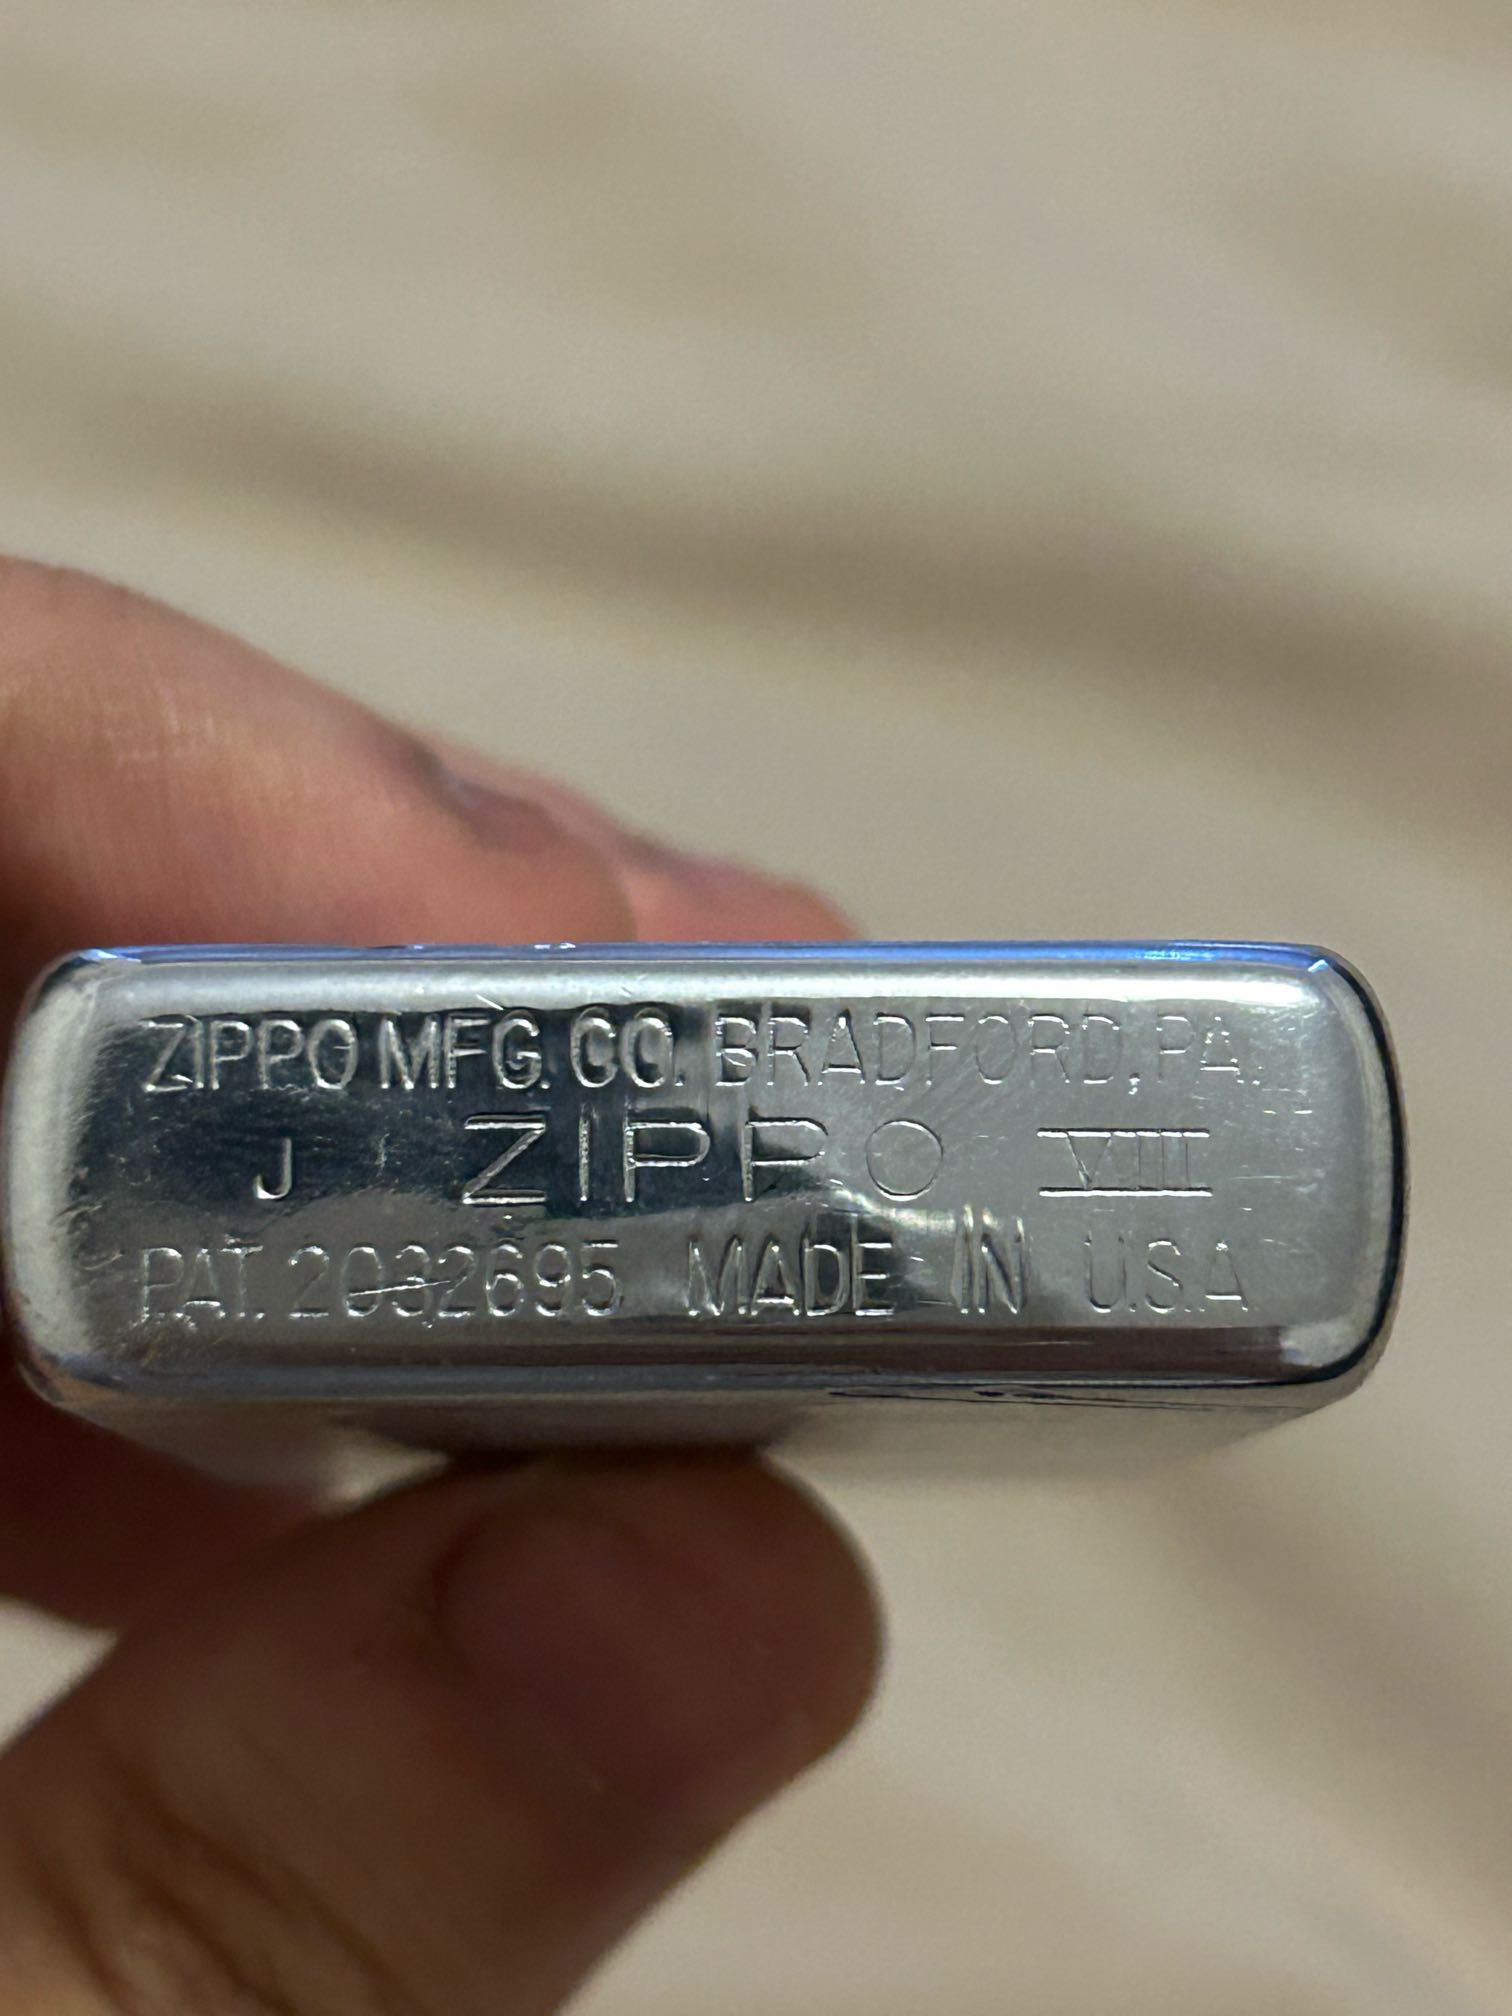 ZIPPO MFG. CO. BRADFORD, PA.
J ZIPPO VIII
PAT. 2032695 MADE IN U.S.A